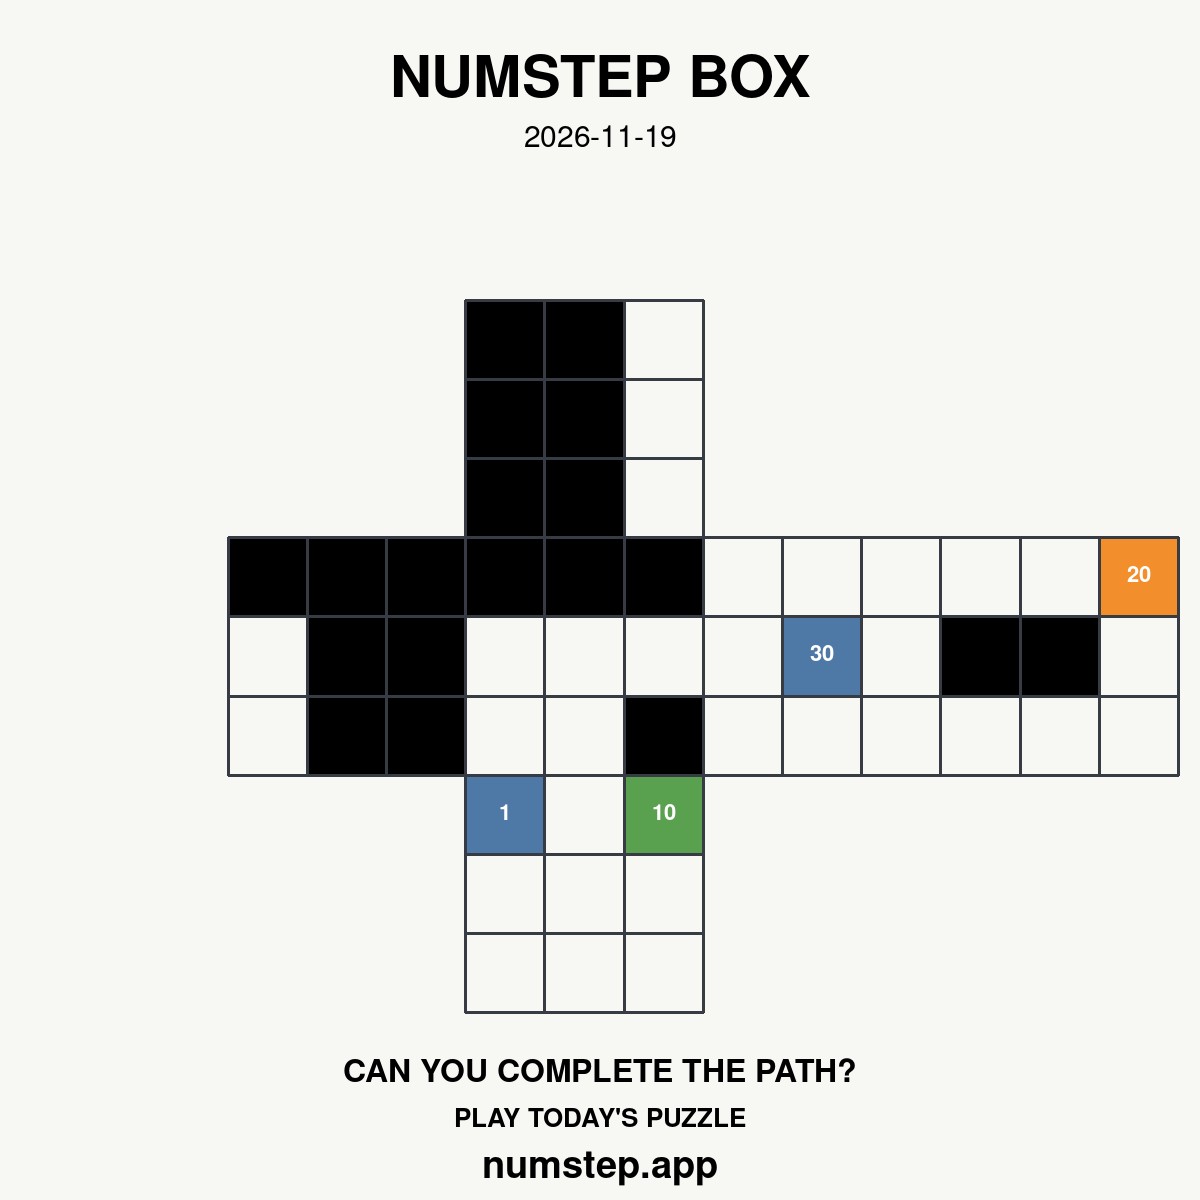 NUMSTEP BOX
2026-11-19
20
30
1 10
CAN YOU COMPLETE THE PATH?
PLAY TODAY'S PUZZLE
numstep.app